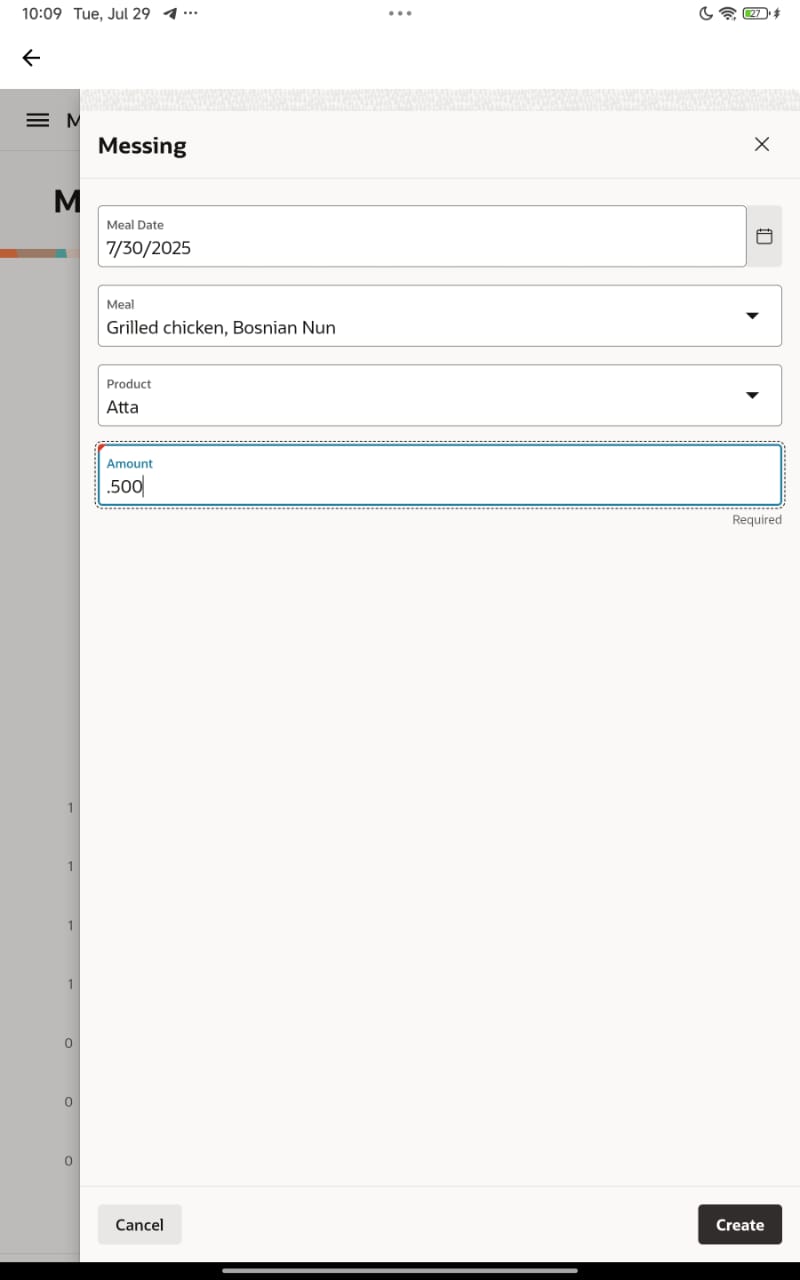 10:09 Tue, Jul 29
27
M
Messing
M
Meal Date
7/30/2025
Meal
Grilled chicken, Bosnian Nun
Product
Atta
Amount
.500
Required
1
1
1
1
0
0
0
Cancel
Create